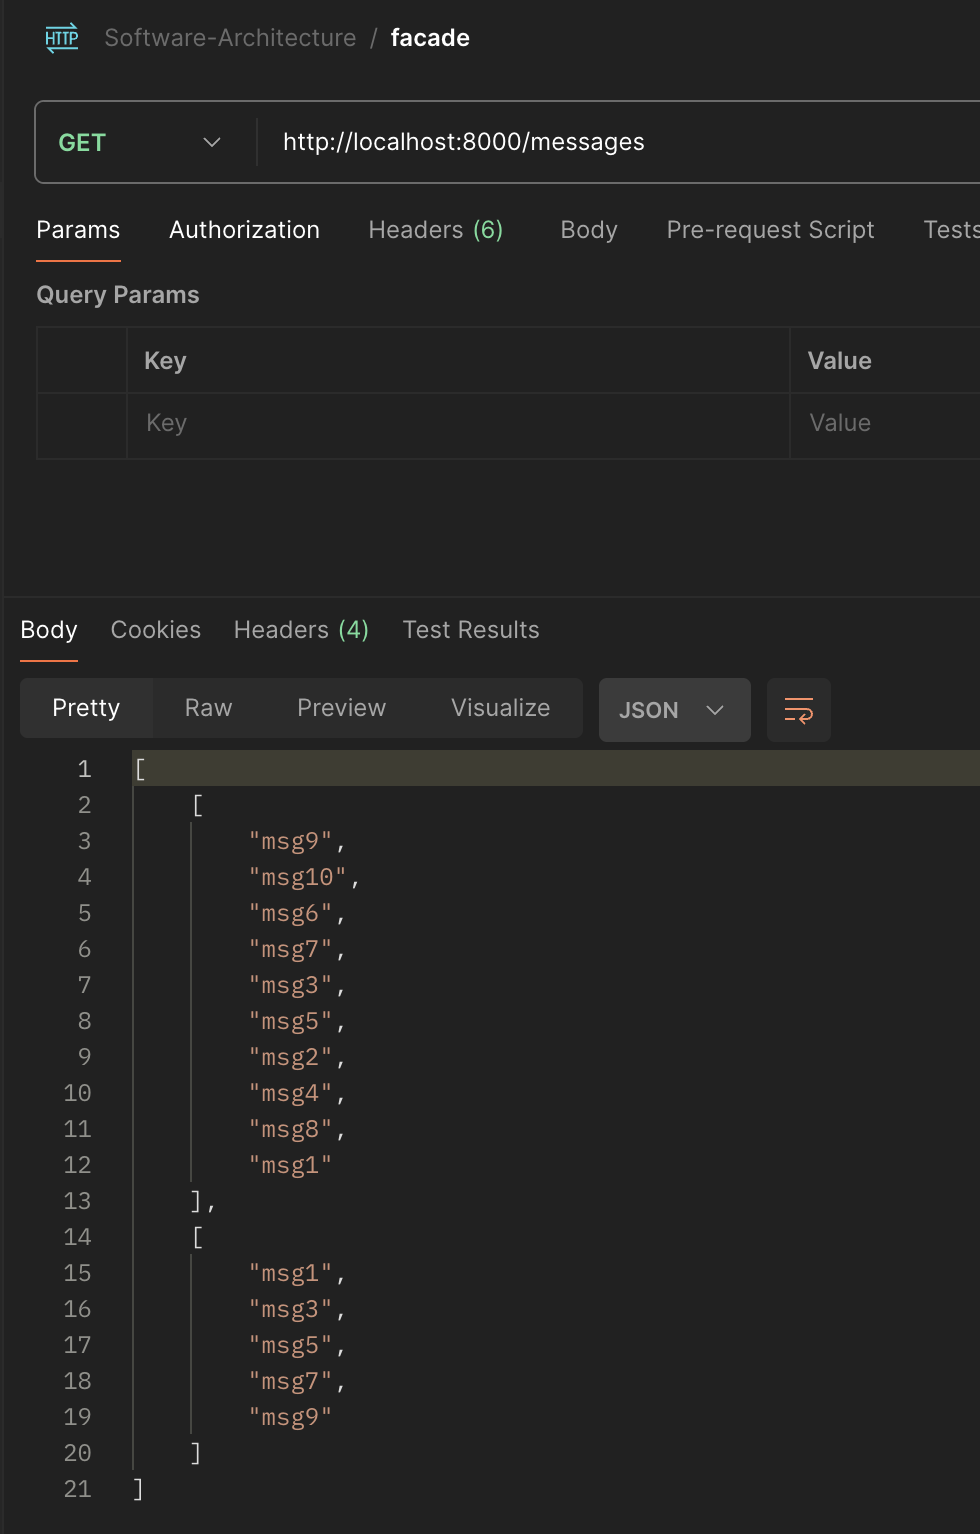 HTTP Software-Architecture / facade
GET http://localhost:8000/messages
Params Authorization Headers (6) Body Pre-request Script Tests
Query Params
Key Value
Key Value
Body Cookies Headers (4) Test Results
Pretty Raw Preview Visualize JSON
1 [
2 [
3 "msg9",
4 "msg10",
5 "msg6",
6 "msg7",
7 "msg3",
8 "msg5",
9 "msg2",
10 "msg4",
11 "msg8",
12 "msg1"
13 ],
14 [
15 "msg1",
16 "msg3",
17 "msg5",
18 "msg7",
19 "msg9"
20 ]
21 ]